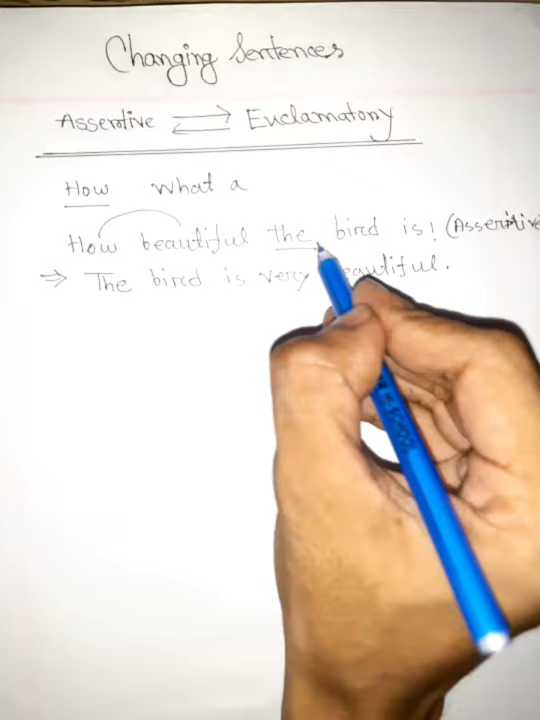 Changing Sentences
Assertive ⇄ Exclamatory
How What a
How beautiful the bird is! (Assertive
⇒ The bird is very beautiful.